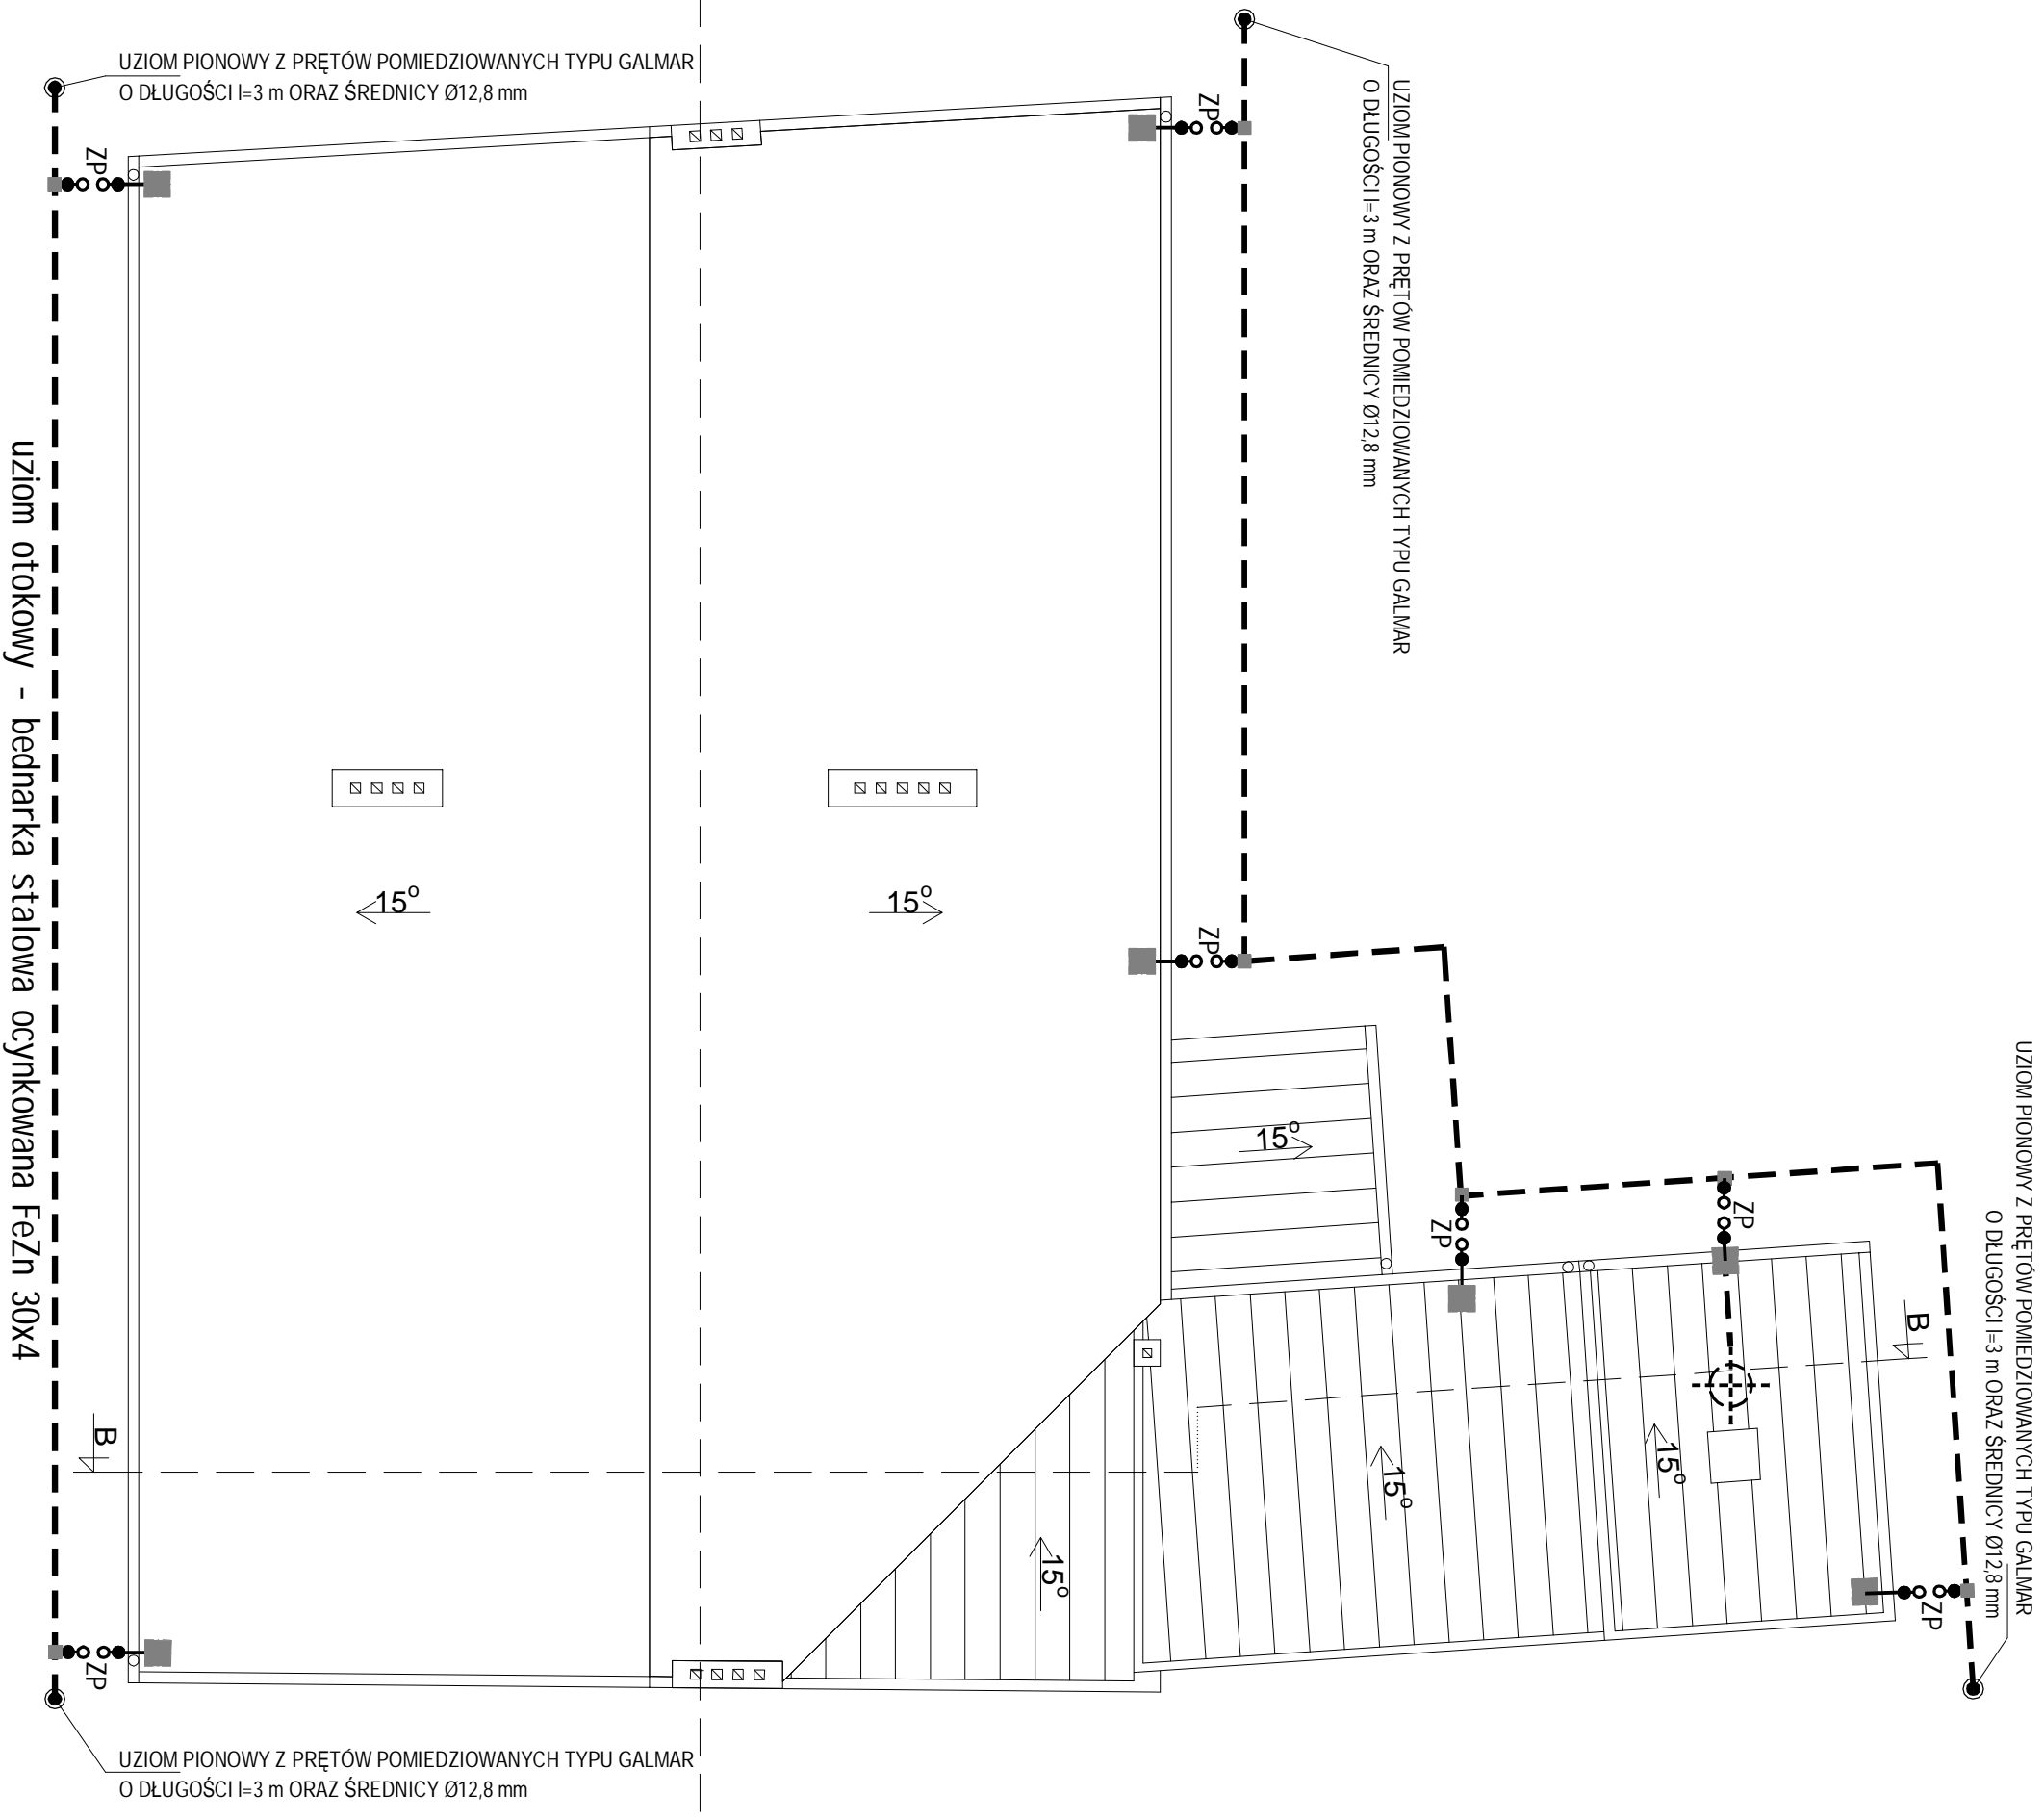 UZIOM PIONOWY Z PRĘTÓW POMIEDZIOWANYCH TYPU GALMAR
O DŁUGOŚCI l=3 m ORAZ ŚREDNICY Ø12,8 mm
UZIOM PIONOWY Z PRĘTÓW POMIEDZIOWANYCH TYPU GALMAR
O DŁUGOŚCI l=3 m ORAZ ŚREDNICY Ø12,8 mm
ZP
ZP
uziom otokowy - bednarka stalowa ocynkowana FeZn 30x4
15°
15°
ZP
UZIOM PIONOWY Z PRĘTÓW POMIEDZIOWANYCH TYPU GALMAR
O DŁUGOŚCI l=3 m ORAZ ŚREDNICY Ø12,8 mm
15°
ZP
ZP
B
B
15°
15°
15°
ZP
ZP
UZIOM PIONOWY Z PRĘTÓW POMIEDZIOWANYCH TYPU GALMAR
O DŁUGOŚCI l=3 m ORAZ ŚREDNICY Ø12,8 mm